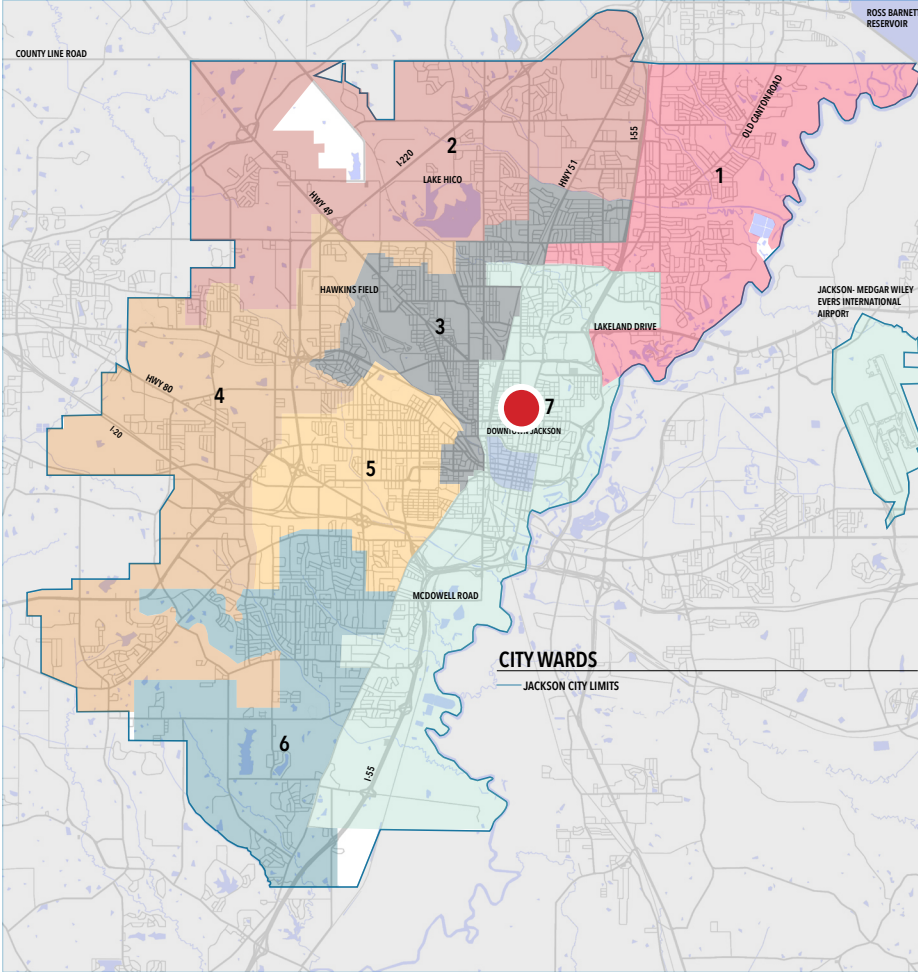 ROSS BARNETT
RESERVOIR
COUNTY LINE ROAD
OLD CANTON ROAD
I-55
2
I-220
HWY 51
1
LAKE HICO
HWY 49
HAWKINS FIELD
JACKSON- MEDGAR WILEY
EVERS INTERNATIONAL
AIRPORT
3
LAKELAND DRIVE
HWY 80
4
7
I-20
DOWNTOWN JACKSON
5
MCDOWELL ROAD
CITY WARDS
JACKSON CITY LIMITS
6
I-55